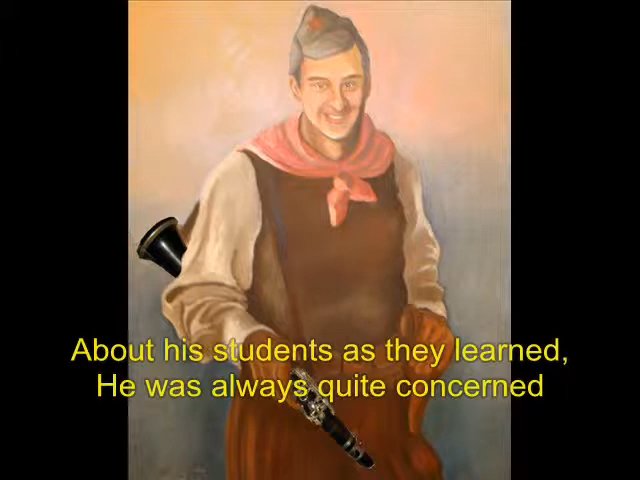 About his students as they learned,
He was always quite concerned